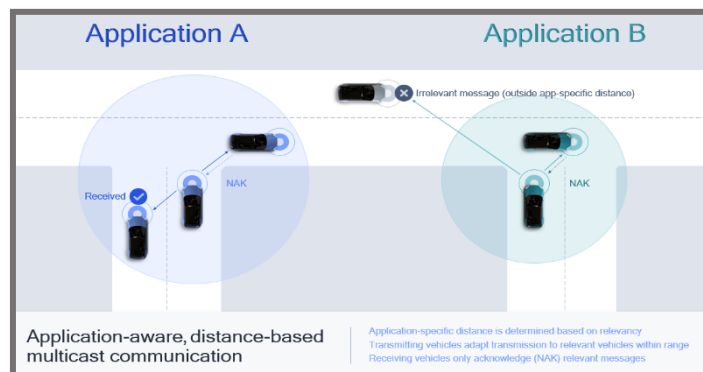 Application A
Application B
Irrelevant message (outside app-specific distance)
NAK
Received
NAK
Application-aware, distance-based
multicast communication
Application-specific distance is determined based on relevancy
Transmitting vehicles adapt transmission to relevant vehicles within range
Receiving vehicles only acknowledge (NAK) relevant messages